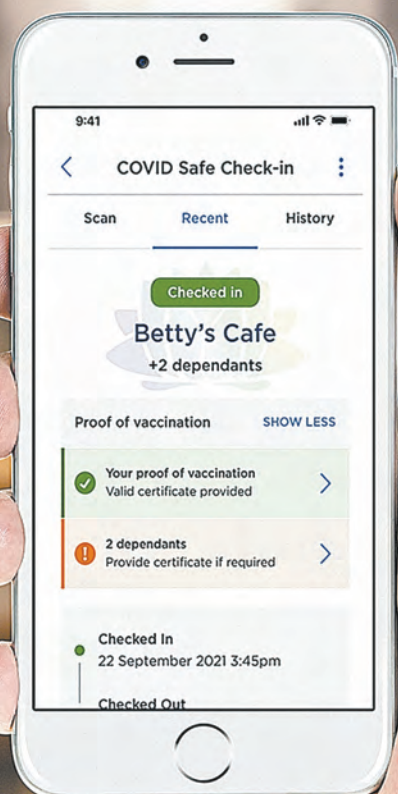 9:41
COVID Safe Check-in
Scan Recent History
Checked in
Betty's Cafe
+2 dependants
Proof of vaccination SHOW LESS
Your proof of vaccination
Valid certificate provided
2 dependants
Provide certificate if required
Checked In
22 September 2021 3:45pm
Checked Out